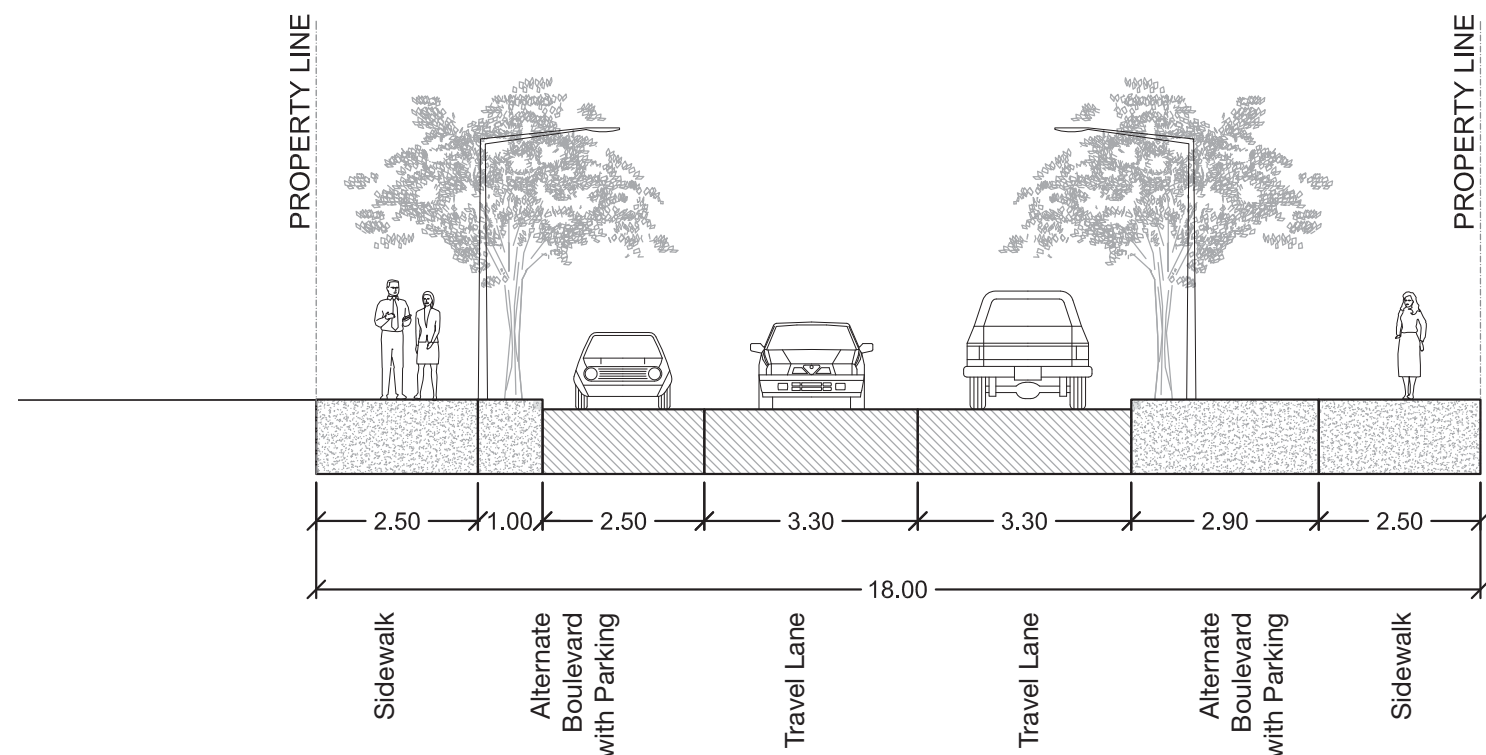 PROPERTY LINE
PROPERTY LINE
2.50
1.00
2.50
3.30
3.30
2.90
2.50
18.00
Sidewalk
Alternate
Boulevard
with Parking
Travel Lane
Travel Lane
Alternate
Boulevard
with Parking
Sidewalk